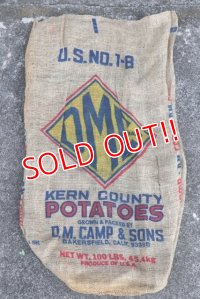 U.S. NO. 1-B
DMC
SOLD OUT!!
KERN COUNTY
POTATOES
GROWN & PACKED BY
D.M. CAMP & SONS
BAKERSFIELD, CALIF. 93380
NET WT. 100 LBS. 45.4kg
PRODUCE OF U.S.A.